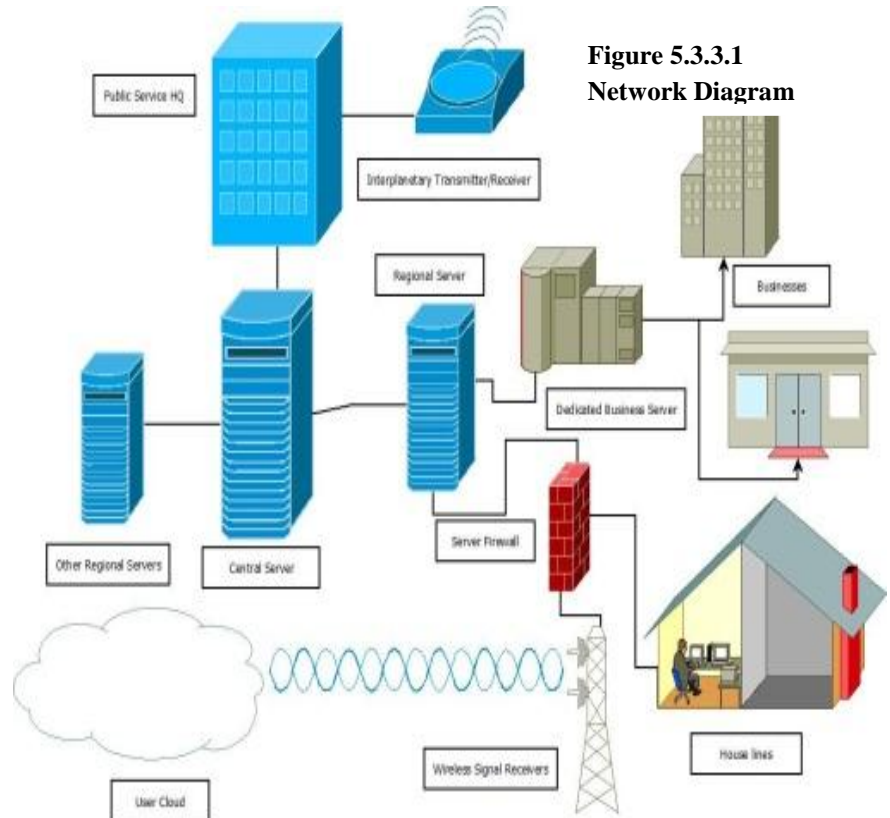 Figure 5.3.3.1
Network Diagram
Public Service HQ
Interplanetary Transmitter/Receiver
Regional Server
Businesses
Dedicated Business Server
Server Firewall
Other Regional Servers
Central Server
House lines
Wireless Signal Receivers
User Cloud